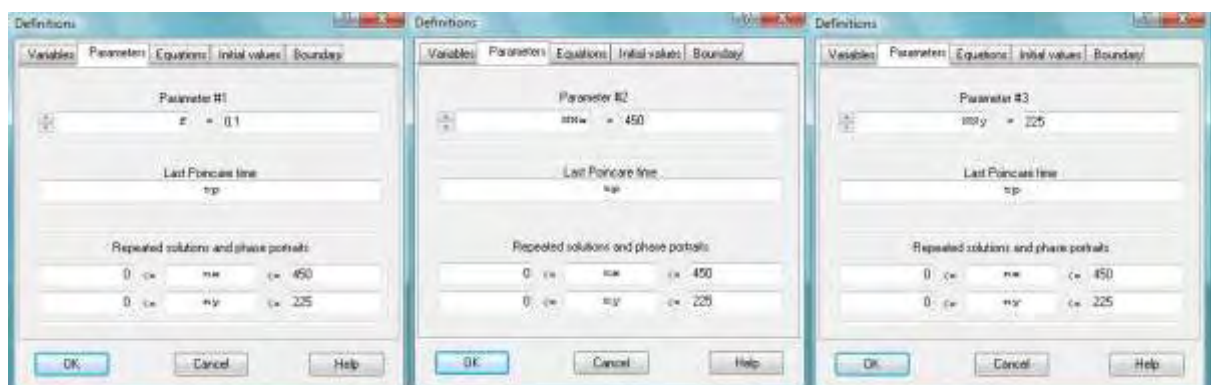 Definitions
Variables Parameters Equations Initial values Boundary
Parameter #1
= 0.1
Last Poincare time
Repeated solutions and phase portraits
0 <= <= 450
0 <= <= 225
OK Cancel Help
Definitions
Variables Parameters Equations Initial values Boundary
Parameter #2
= 450
Last Poincare time
Repeated solutions and phase portraits
0 <= <= 450
0 <= <= 225
OK Cancel Help
Definitions
Variables Parameters Equations Initial values Boundary
Parameter #3
= 225
Last Poincare time
Repeated solutions and phase portraits
0 <= <= 450
0 <= <= 225
OK Cancel Help